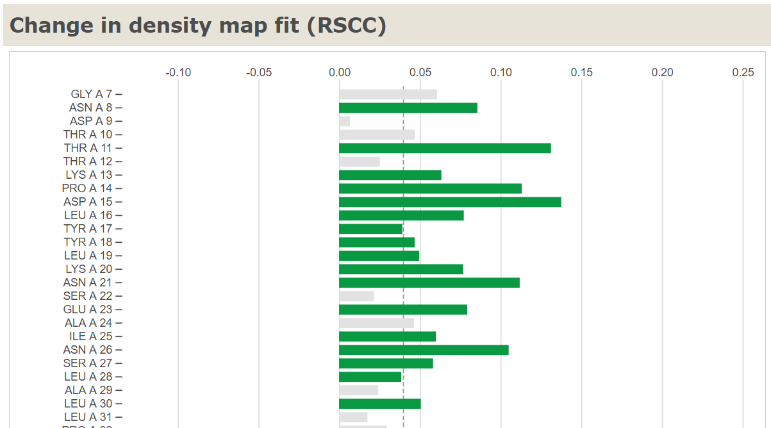 Change in density map fit (RSCC)
-0.10 -0.05 0.00 0.05 0.10 0.15 0.20 0.25
GLY A 7
ASN A 8
ASP A 9
THR A 10
THR A 11
THR A 12
LYS A 13
PRO A 14
ASP A 15
LEU A 16
TYR A 17
TYR A 18
LEU A 19
LYS A 20
ASN A 21
SER A 22
GLU A 23
ALA A 24
ILE A 25
ASN A 26
SER A 27
LEU A 28
ALA A 29
LEU A 30
LEU A 31